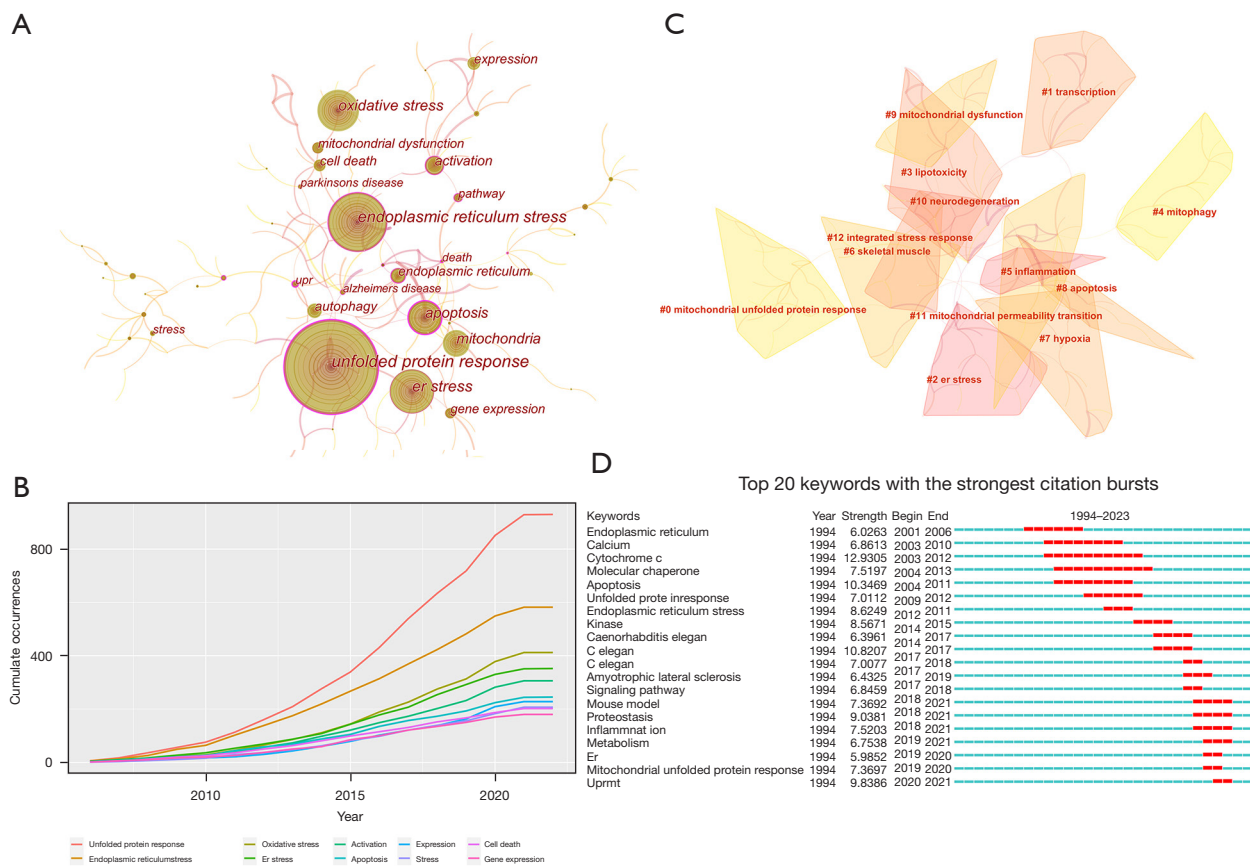 A
expression
oxidative stress
mitochondrial dysfunction
cell death
activation
parkinsons disease
pathway
endoplasmic reticulum stress
death
endoplasmic reticulum
upr
alzheimers disease
autophagy
apoptosis
stress
mitochondria
unfolded protein response
er stress
gene expression
C
#1 transcription
#9 mitochondrial dysfunction
#3 lipotoxicity
#10 neurodegeneration
#4 mitophagy
#12 integrated stress response
#6 skeletal muscle
#5 inflammation
#8 apoptosis
#0 mitochondrial unfolded protein response
#11 mitochondrial permeability transition
#7 hypoxia
#2 er stress
B
Cumulate occurrences
800
400
0
2010 2015 2020
Year
Unfolded protein response Oxidative stress Activation Expression Cell death
Endoplasmic reticulumstress Er stress Apoptosis Stress Gene expression
D
Top 20 keywords with the strongest citation bursts
Keywords Year Strength Begin End 1994–2023
Endoplasmic reticulum 1994 6.0263 2001 2006
Calcium 1994 6.8613 2003 2010
Cytochrome c 1994 12.9305 2003 2012
Molecular chaperone 1994 7.5197 2004 2013
Apoptosis 1994 10.3469 2004 2011
Unfolded prote inresponse 1994 7.0112 2009 2012
Endoplasmic reticulum stress 1994 8.6249 2012 2011
Kinase 1994 8.5671 2014 2015
Caenorhabditis elegan 1994 6.3961 2014 2017
C elegan 1994 10.8207 2017 2017
C elegan 1994 7.0077 2017 2018
Amyotrophic lateral sclerosis 1994 6.4325 2017 2019
Signaling pathway 1994 6.8459 2018 2018
Mouse model 1994 7.3692 2018 2021
Proteostasis 1994 9.0381 2018 2021
Inflammnat ion 1994 7.5203 2018 2021
Metabolism 1994 6.7538 2019 2021
Er 1994 5.9852 2019 2020
Mitochondrial unfolded protein response 1994 7.3697 2019 2020
Uprmt 1994 9.8386 2020 2021